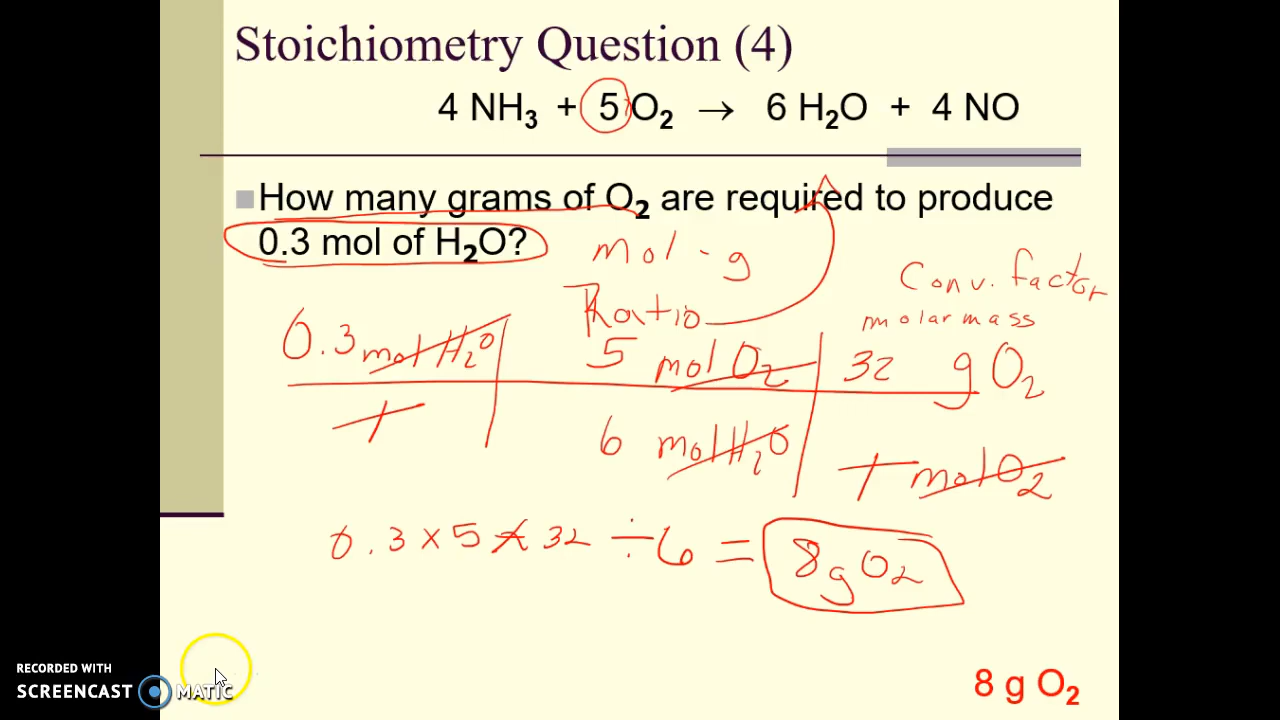 Stoichiometry Question (4)
4 NH₃ + 5 O₂ → 6 H₂O + 4 NO
How many grams of O₂ are required to produce
0.3 mol of H₂O?
mol - g
Ratio
Conv. factor
molar mass
0.3 mol H₂O | 5 mol O₂ | 32 g O₂
1 | 6 mol H₂O | 1 mol O₂
0.3 × 5 × 32 ÷ 6 = 8 g O₂
8 g O₂
RECORDED WITH
SCREENCAST MATIC